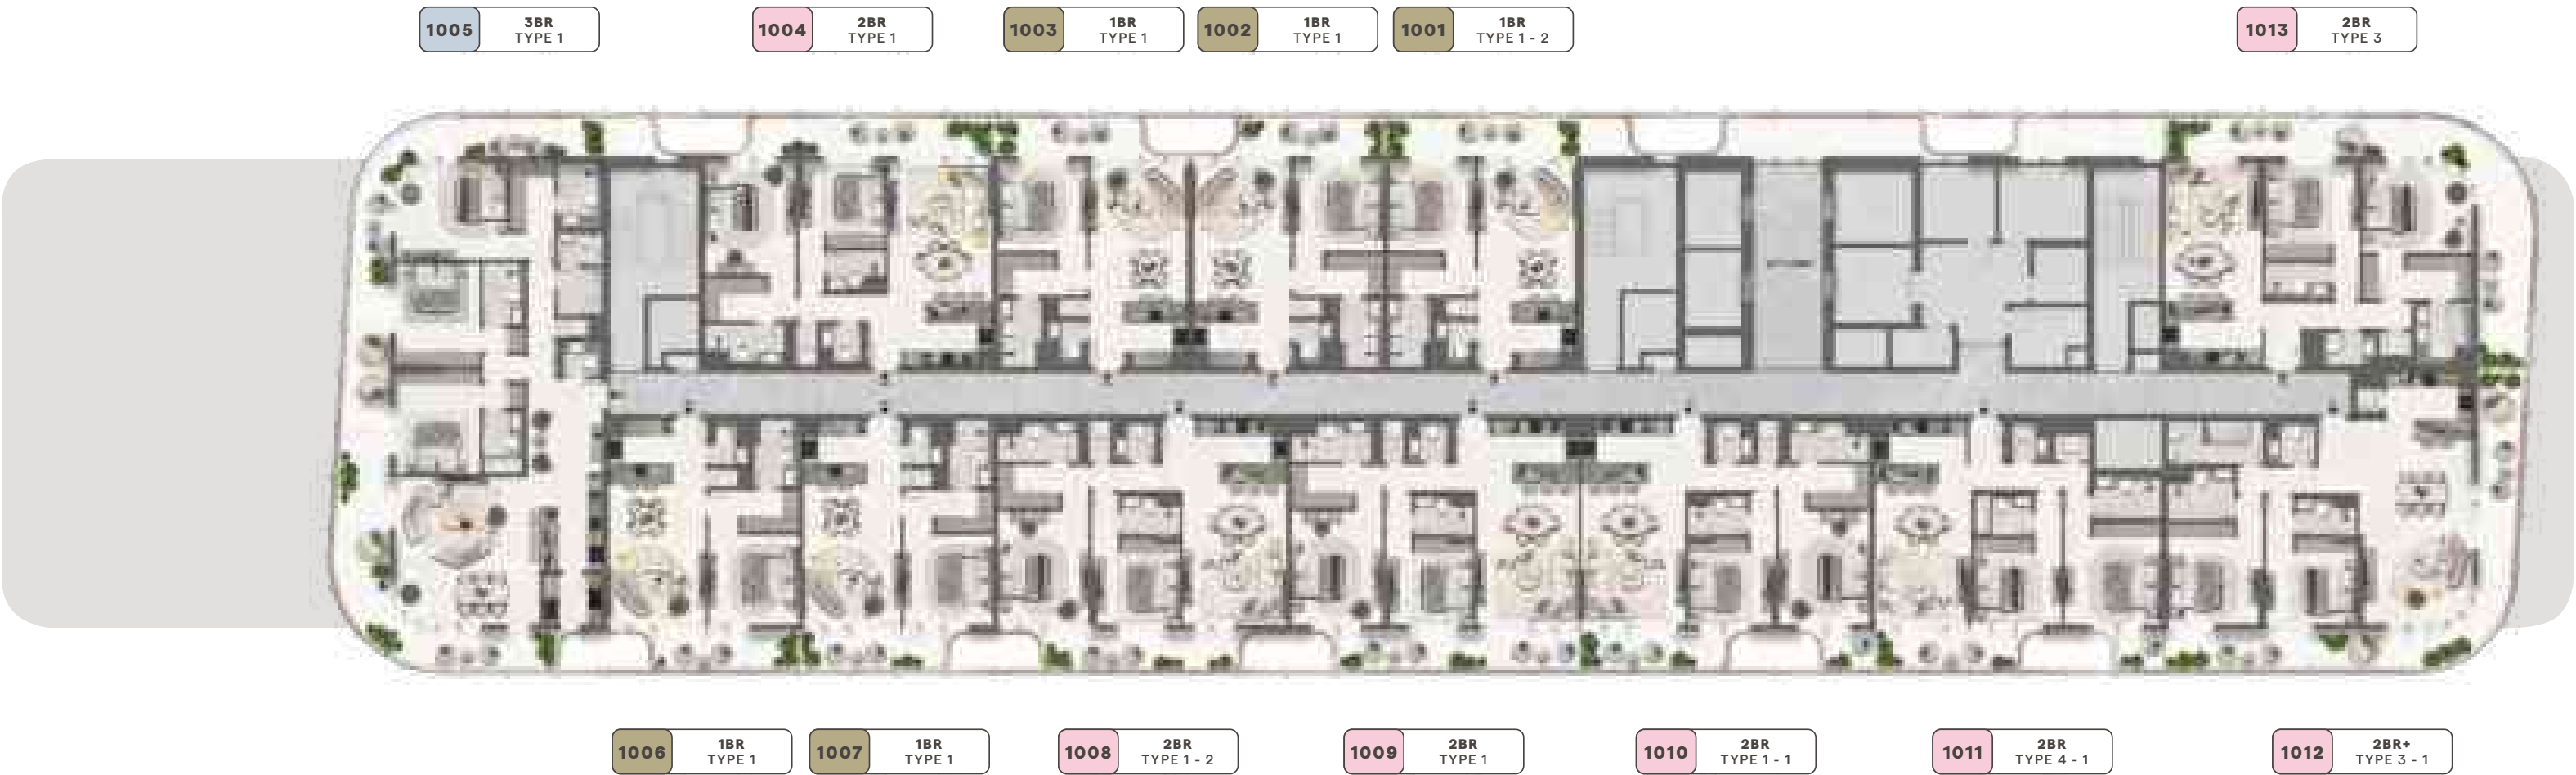 1005 3BR
TYPE 1
1004 2BR
TYPE 1
1003 1BR
TYPE 1
1002 1BR
TYPE 1
1001 1BR
TYPE 1 - 2
1013 2BR
TYPE 3
1006 1BR
TYPE 1
1007 1BR
TYPE 1
1008 2BR
TYPE 1 - 2
1009 2BR
TYPE 1
1010 2BR
TYPE 1 - 1
1011 2BR
TYPE 4 - 1
1012 2BR+
TYPE 3 - 1